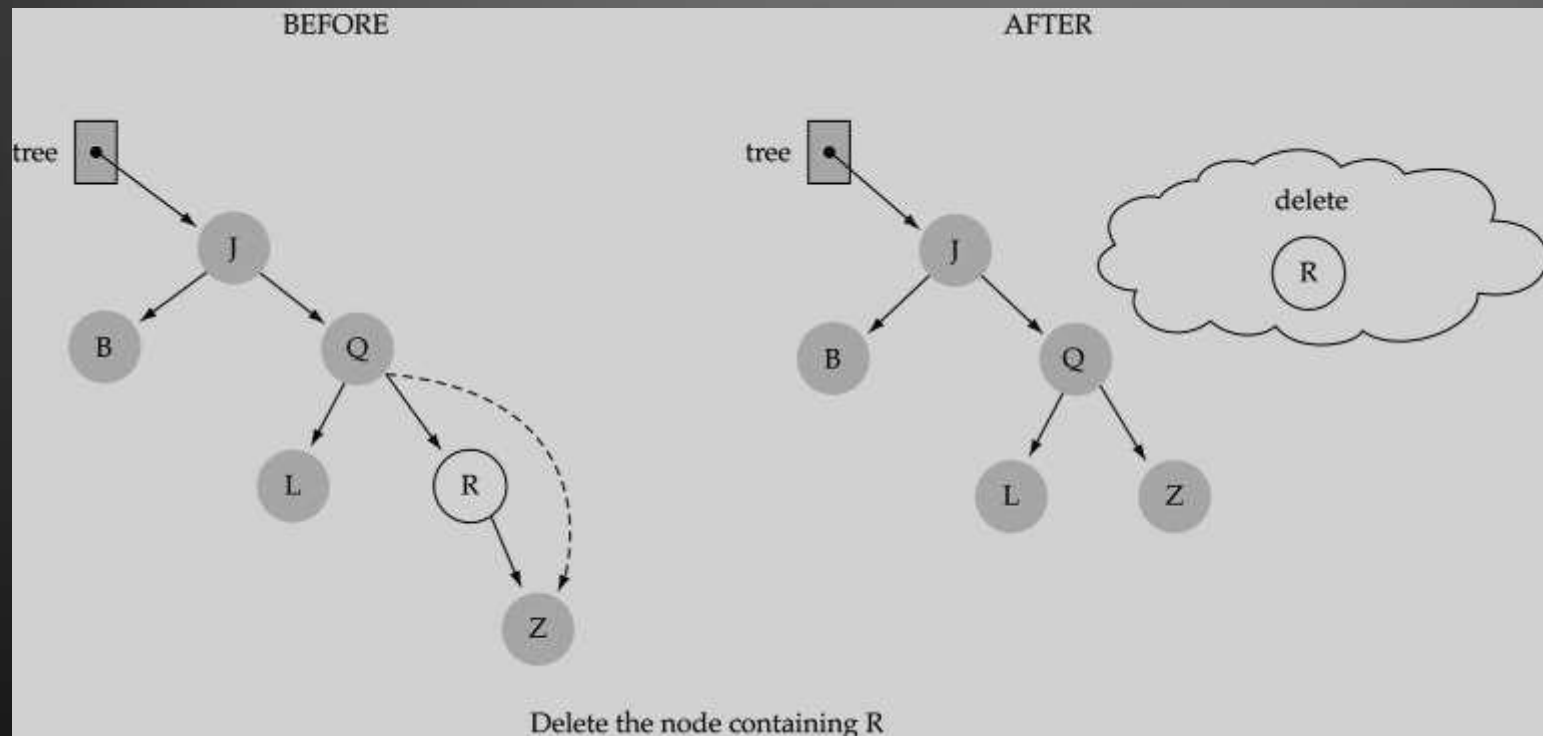 BEFORE
AFTER
tree
J
B
Q
L
R
Z
tree
J
B
Q
L
Z
delete
R
Delete the node containing R